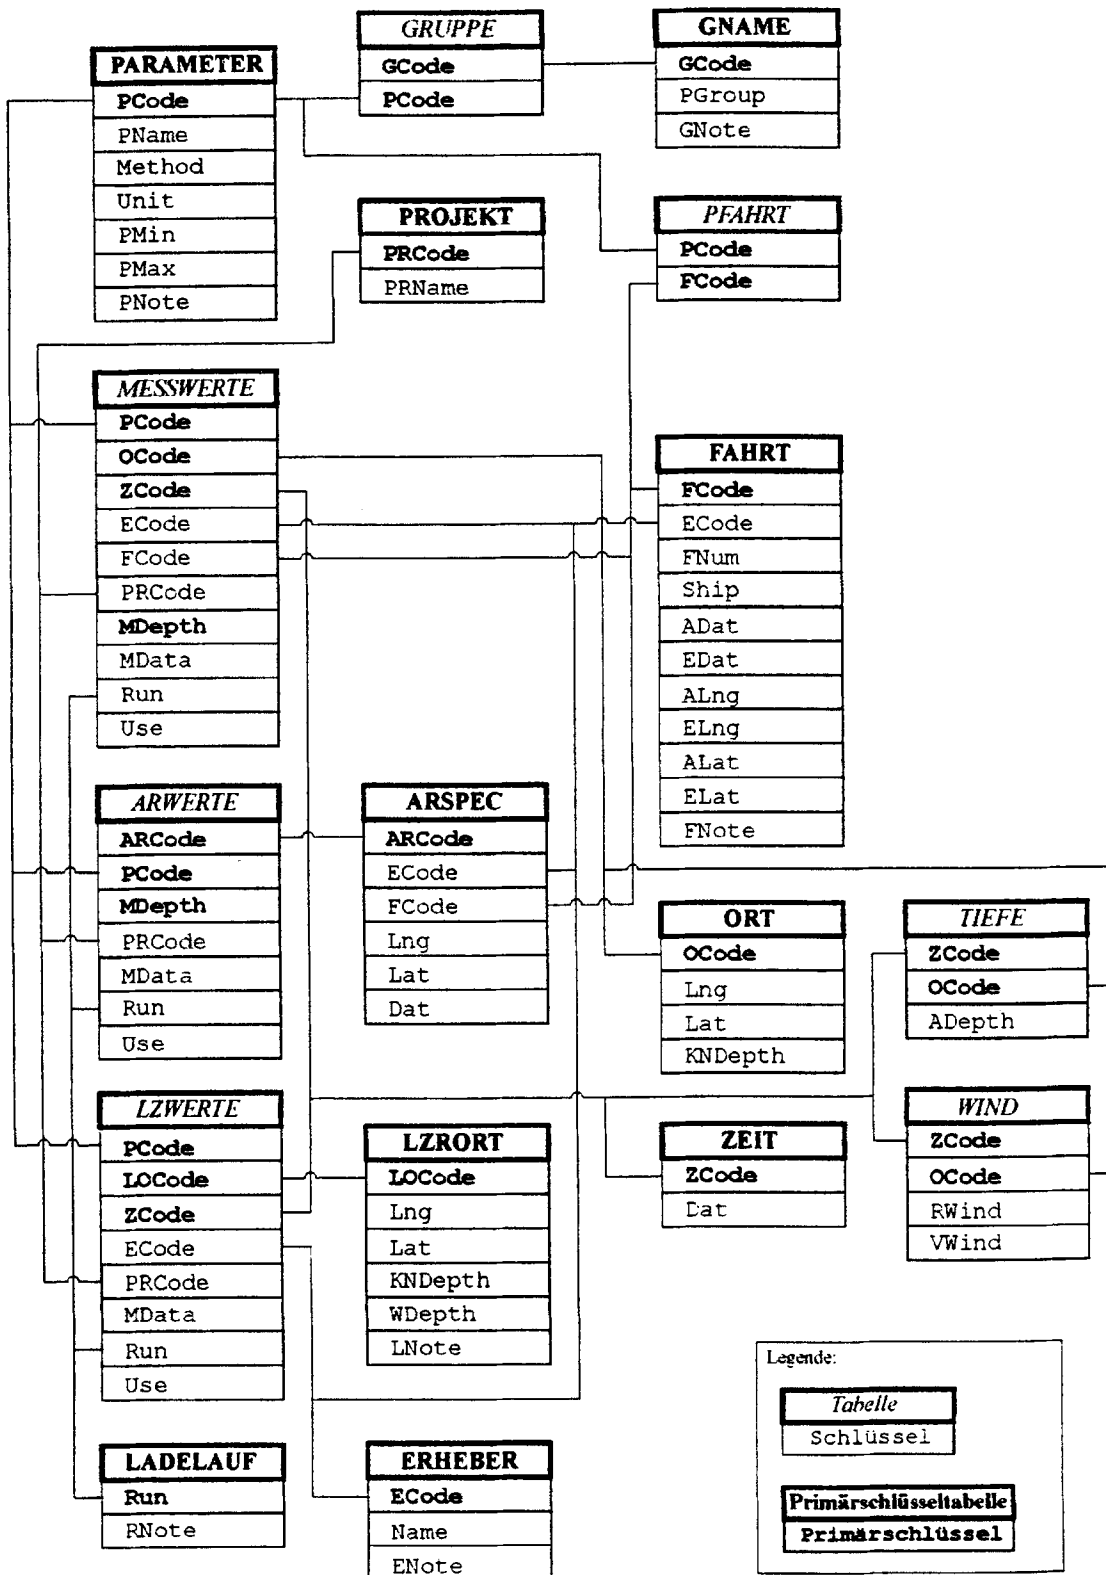 GRUPPE
GCode
PCode
GNAME
GCode
PGroup
GNote
PARAMETER
PCode
PName
Method
Unit
PMin
PMax
PNote
PROJEKT
PRCode
PRName
PFAHRT
PCode
FCode
MESSWERTE
PCode
OCode
ZCode
ECode
FCode
PRCode
MDepth
MData
Run
Use
FAHRT
FCode
ECode
FNum
Ship
ADat
EDat
ALng
ELng
ALat
ELat
FNote
ARWERTE
ARCode
PCode
MDepth
PRCode
MData
Run
Use
ARSPEC
ARCode
ECode
FCode
Lng
Lat
Dat
ORT
OCode
Lng
Lat
KNDepth
TIEFE
ZCode
OCode
ADepth
LZWERTE
PCode
LOCode
ZCode
ECode
PRCode
MData
Run
Use
LZRORT
LOCode
Lng
Lat
KNDepth
WDepth
LNote
ZEIT
ZCode
Dat
WIND
ZCode
OCode
RWind
VWind
LADELAUF
Run
RNote
ERHEBER
ECode
Name
ENote
Legende:
Tabelle
Schlüssel
Primärschlüsseltabelle
Primärschlüssel